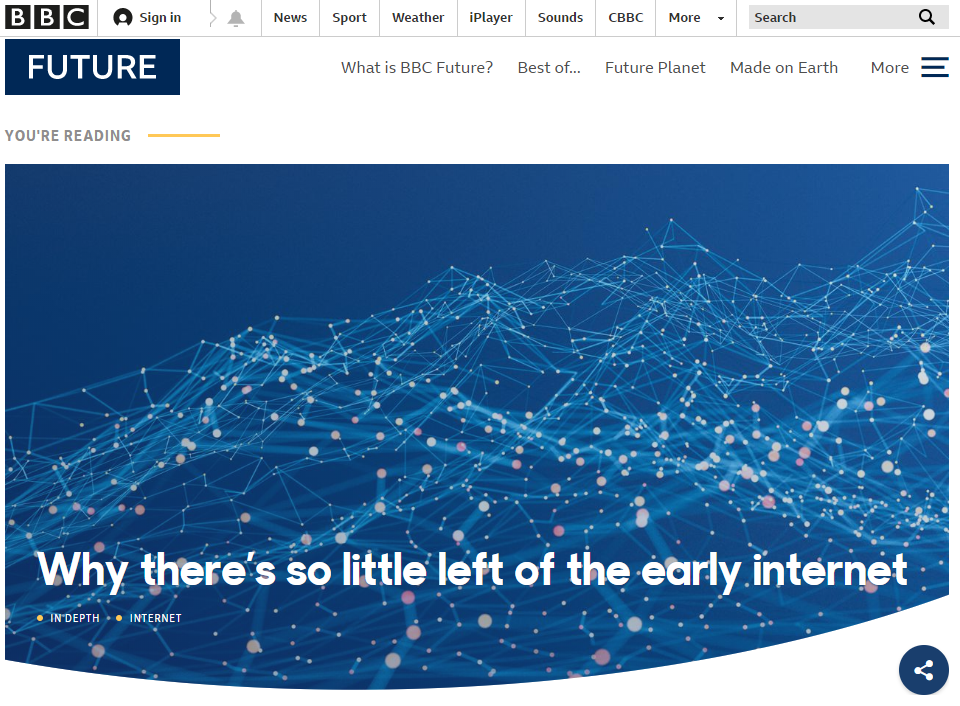 BBC Sign in News Sport Weather iPlayer Sounds CBBC More Search
FUTURE What is BBC Future? Best of... Future Planet Made on Earth More
YOU'RE READING
Why there's so little left of the early internet
IN DEPTH INTERNET